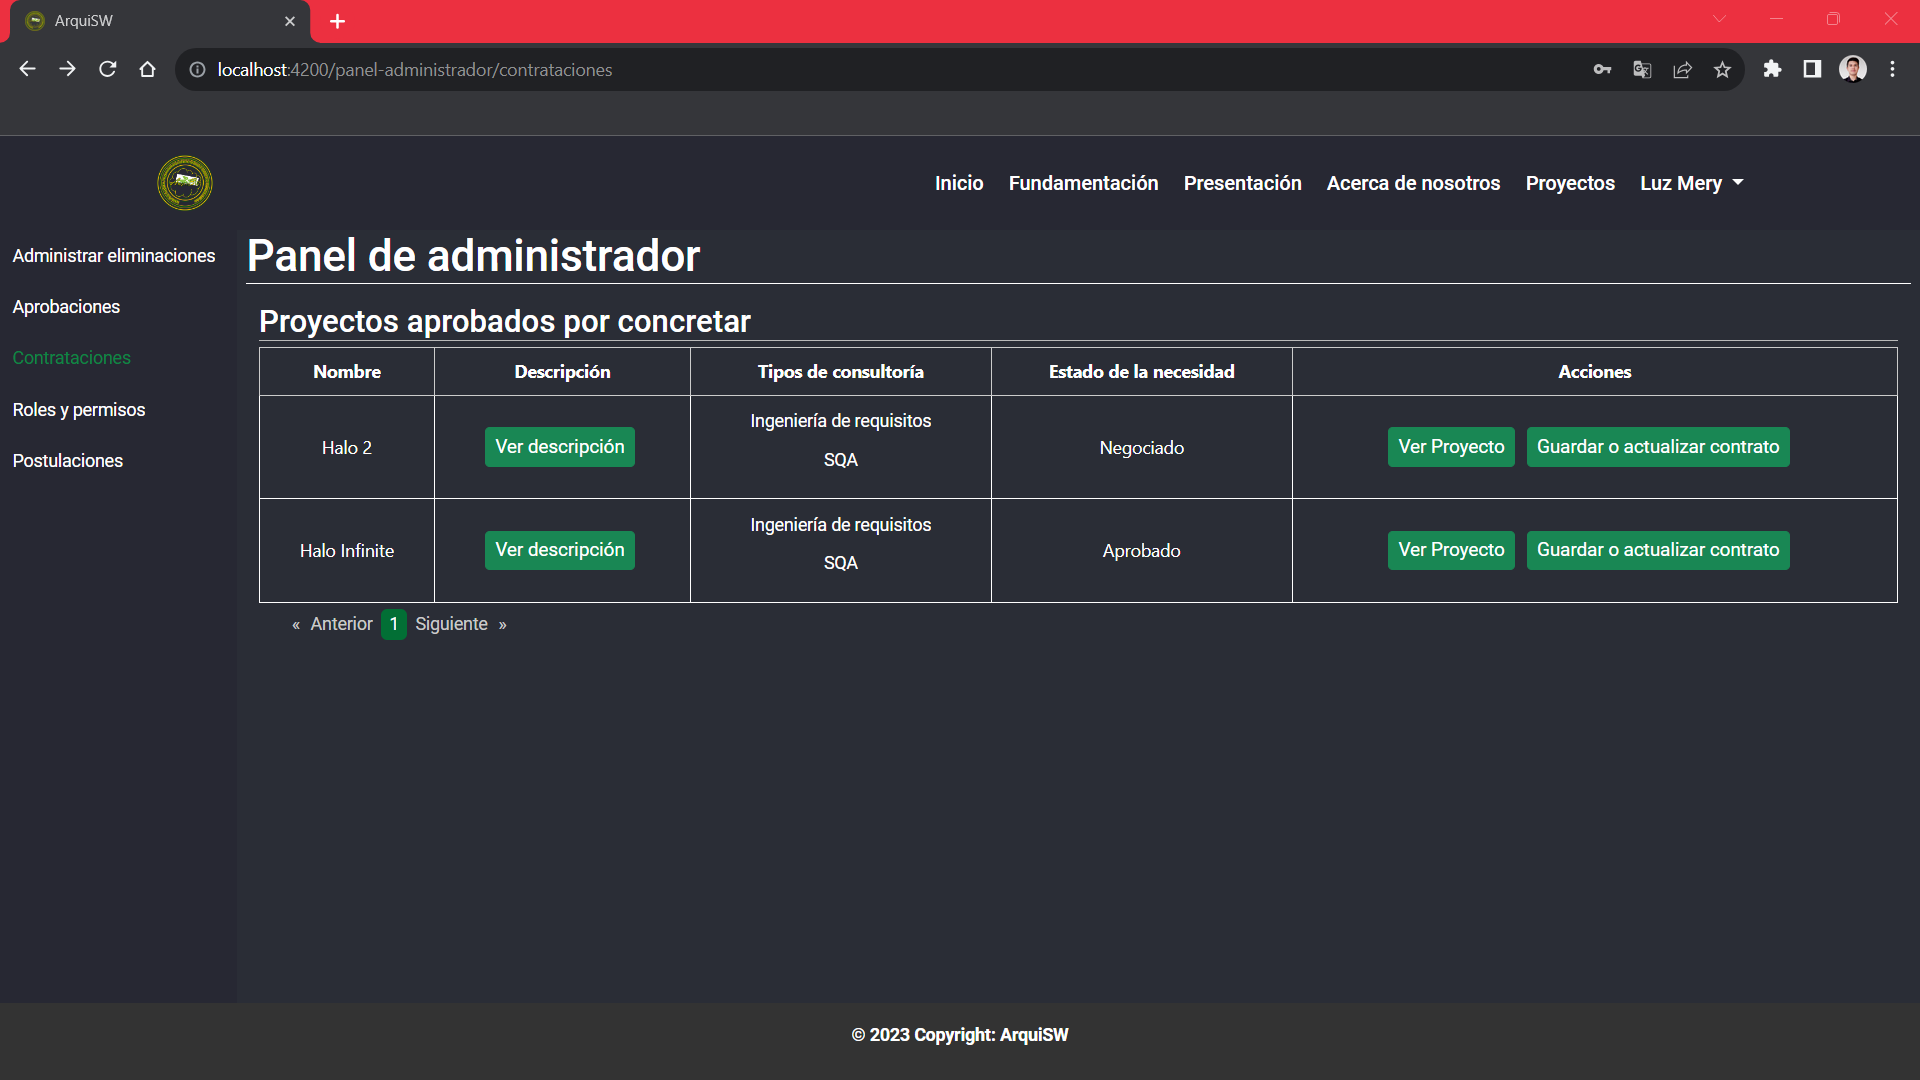 ArquiSW
localhost:4200/panel-administrador/contrataciones
Inicio Fundamentación Presentación Acerca de nosotros Proyectos Luz Mery
Administrar eliminaciones
Aprobaciones
Contrataciones
Roles y permisos
Postulaciones
Panel de administrador
Proyectos aprobados por concretar
Nombre Descripción Tipos de consultoría Estado de la necesidad Acciones
Halo 2 Ver descripción Ingeniería de requisitos SQA Negociado Ver Proyecto Guardar o actualizar contrato
Halo Infinite Ver descripción Ingeniería de requisitos SQA Aprobado Ver Proyecto Guardar o actualizar contrato
« Anterior 1 Siguiente »
© 2023 Copyright: ArquiSW